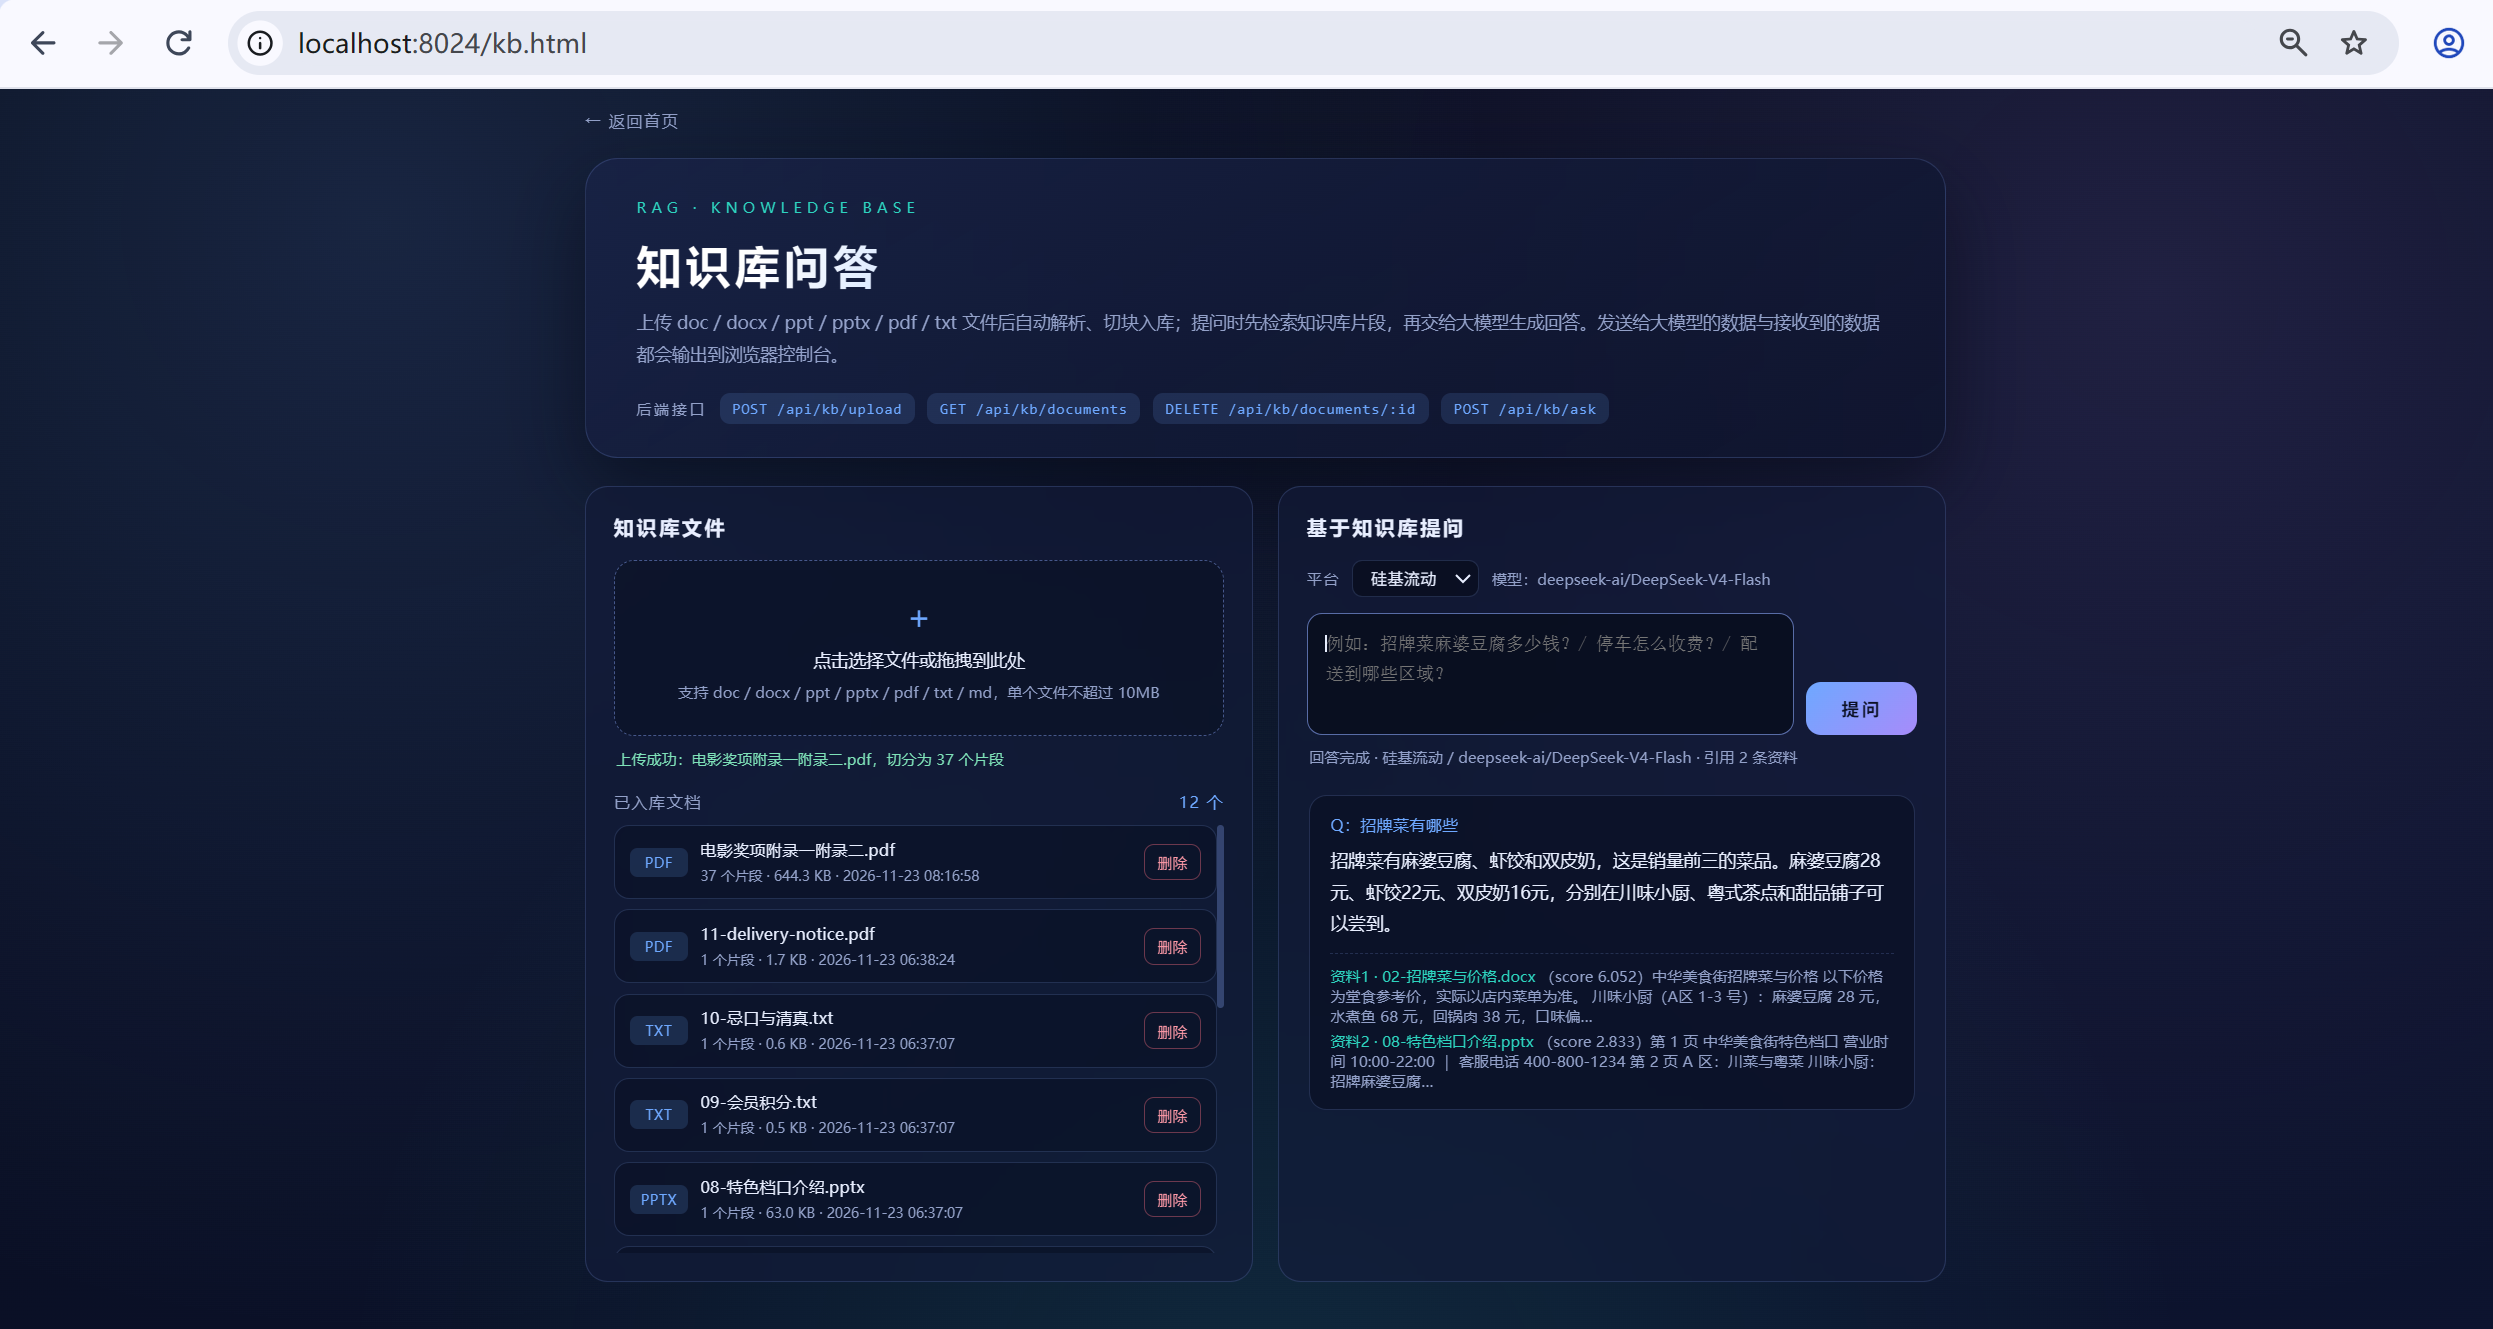 localhost:8024/kb.html
← 返回首页
RAG · KNOWLEDGE BASE
知识库问答
上传 doc / docx / ppt / pptx / pdf / txt 文件后自动解析、切块入库；提问时先检索知识库片段，再交给大模型生成回答。发送给大模型的数据与接收到的数据
都会输出到浏览器控制台。
后端接口 POST /api/kb/upload GET /api/kb/documents DELETE /api/kb/documents/:id POST /api/kb/ask
知识库文件
+
点击选择文件或拖拽到此处
支持 doc / docx / ppt / pptx / pdf / txt / md，单个文件不超过 10MB
上传成功：电影奖项附录一附录二.pdf，切分为 37 个片段
已入库文档 12 个
PDF 电影奖项附录一附录二.pdf 删除
37 个片段 · 644.3 KB · 2026-11-23 08:16:58
PDF 11-delivery-notice.pdf 删除
1 个片段 · 1.7 KB · 2026-11-23 06:38:24
TXT 10-忌口与清真.txt 删除
1 个片段 · 0.6 KB · 2026-11-23 06:37:07
TXT 09-会员积分.txt 删除
1 个片段 · 0.5 KB · 2026-11-23 06:37:07
PPTX 08-特色档口介绍.pptx 删除
1 个片段 · 63.0 KB · 2026-11-23 06:37:07
基于知识库提问
平台 硅基流动 模型：deepseek-ai/DeepSeek-V4-Flash
例如：招牌菜麻婆豆腐多少钱？/ 停车怎么收费？/ 配
送到哪些区域？
提问
回答完成 · 硅基流动 / deepseek-ai/DeepSeek-V4-Flash · 引用 2 条资料
Q：招牌菜有哪些
招牌菜有麻婆豆腐、虾饺和双皮奶，这是销量前三的菜品。麻婆豆腐28
元、虾饺22元、双皮奶16元，分别在川味小厨、粤式茶点和甜品铺子可
以尝到。
资料1 · 02-招牌菜与价格.docx （score 6.052）中华美食街招牌菜与价格 以下价格
为堂食参考价，实际以店内菜单为准。 川味小厨（A区 1-3 号）：麻婆豆腐 28 元，
水煮鱼 68 元，回锅肉 38 元，口味偏...
资料2 · 08-特色档口介绍.pptx （score 2.833）第 1 页 中华美食街特色档口 营业时
间 10:00-22:00 | 客服电话 400-800-1234 第 2 页 A 区：川菜与粤菜 川味小厨：
招牌麻婆豆腐...